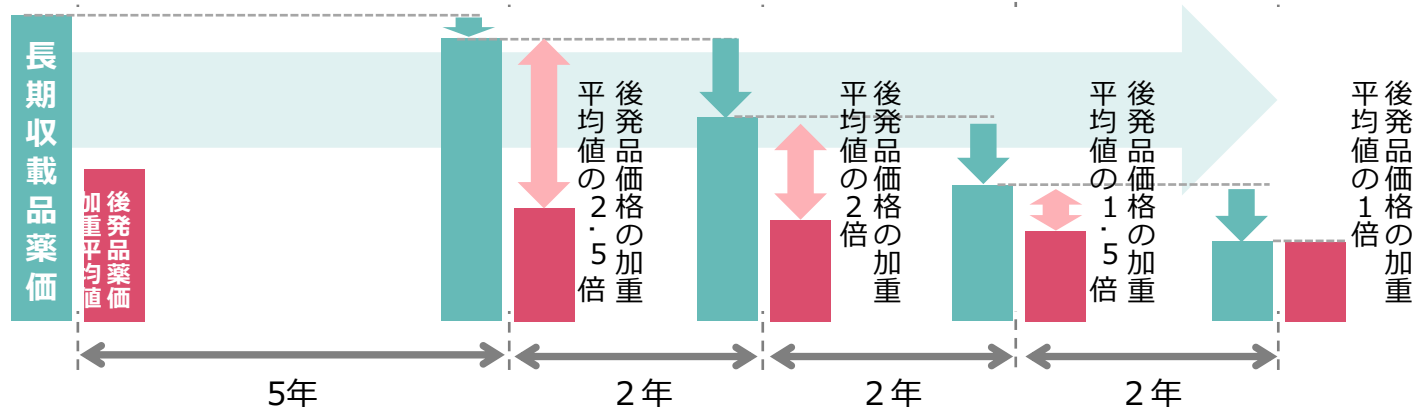 長期収載品薬価
後発品薬価
加重平均値
後発品価格の加重
平均値の2.5倍
後発品価格の加重
平均値の2倍
後発品価格の加重
平均値の1.5倍
後発品価格の加重
平均値の1倍
5年
2年
2年
2年